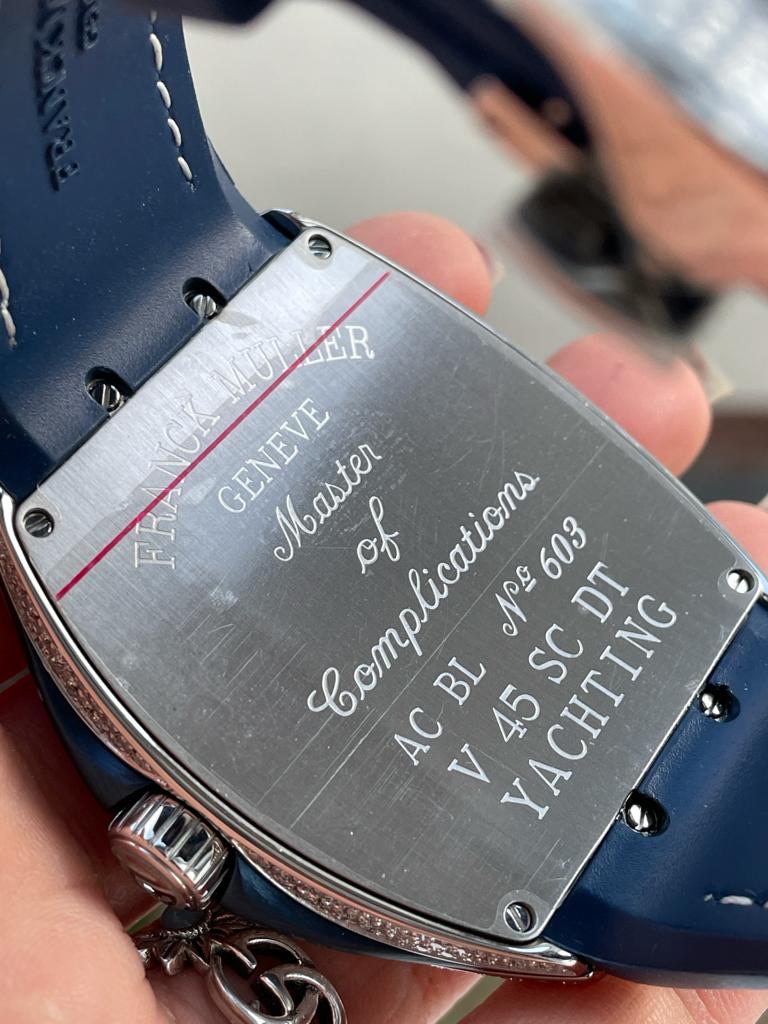 FRANCK MULLER
GENEVE
Master
of
Complications
AC BL Nº 603
V 45 SC DT
YACHTING